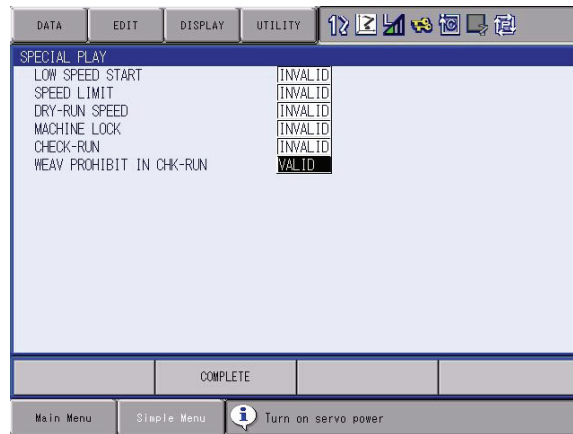 DATA EDIT DISPLAY UTILITY
SPECIAL PLAY
LOW SPEED START INVALID
SPEED LIMIT INVALID
DRY-RUN SPEED INVALID
MACHINE LOCK INVALID
CHECK-RUN INVALID
WEAV PROHIBIT IN CHK-RUN VALID
COMPLETE
Main Menu Simple Menu Turn on servo power